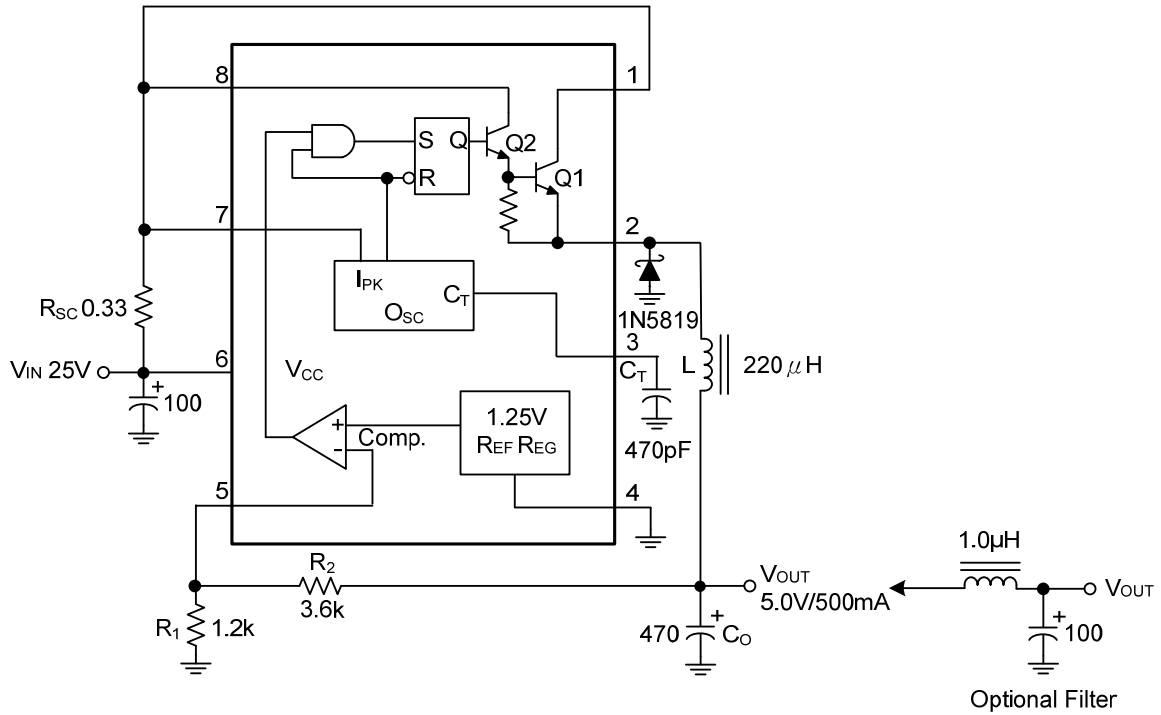 8
1
S Q
Q2
R
Q1
7
2
IPK
CT
OSC
RSC 0.33
1N5819
3
VIN 25V
6
VCC
CT
L
220μH
100
+
+
-
Comp.
1.25V
REF REG
470pF
5
4
R2
3.6k
1.0μH
VOUT
5.0V/500mA
VOUT
R1 1.2k
470
+
CO
+
100
Optional Filter